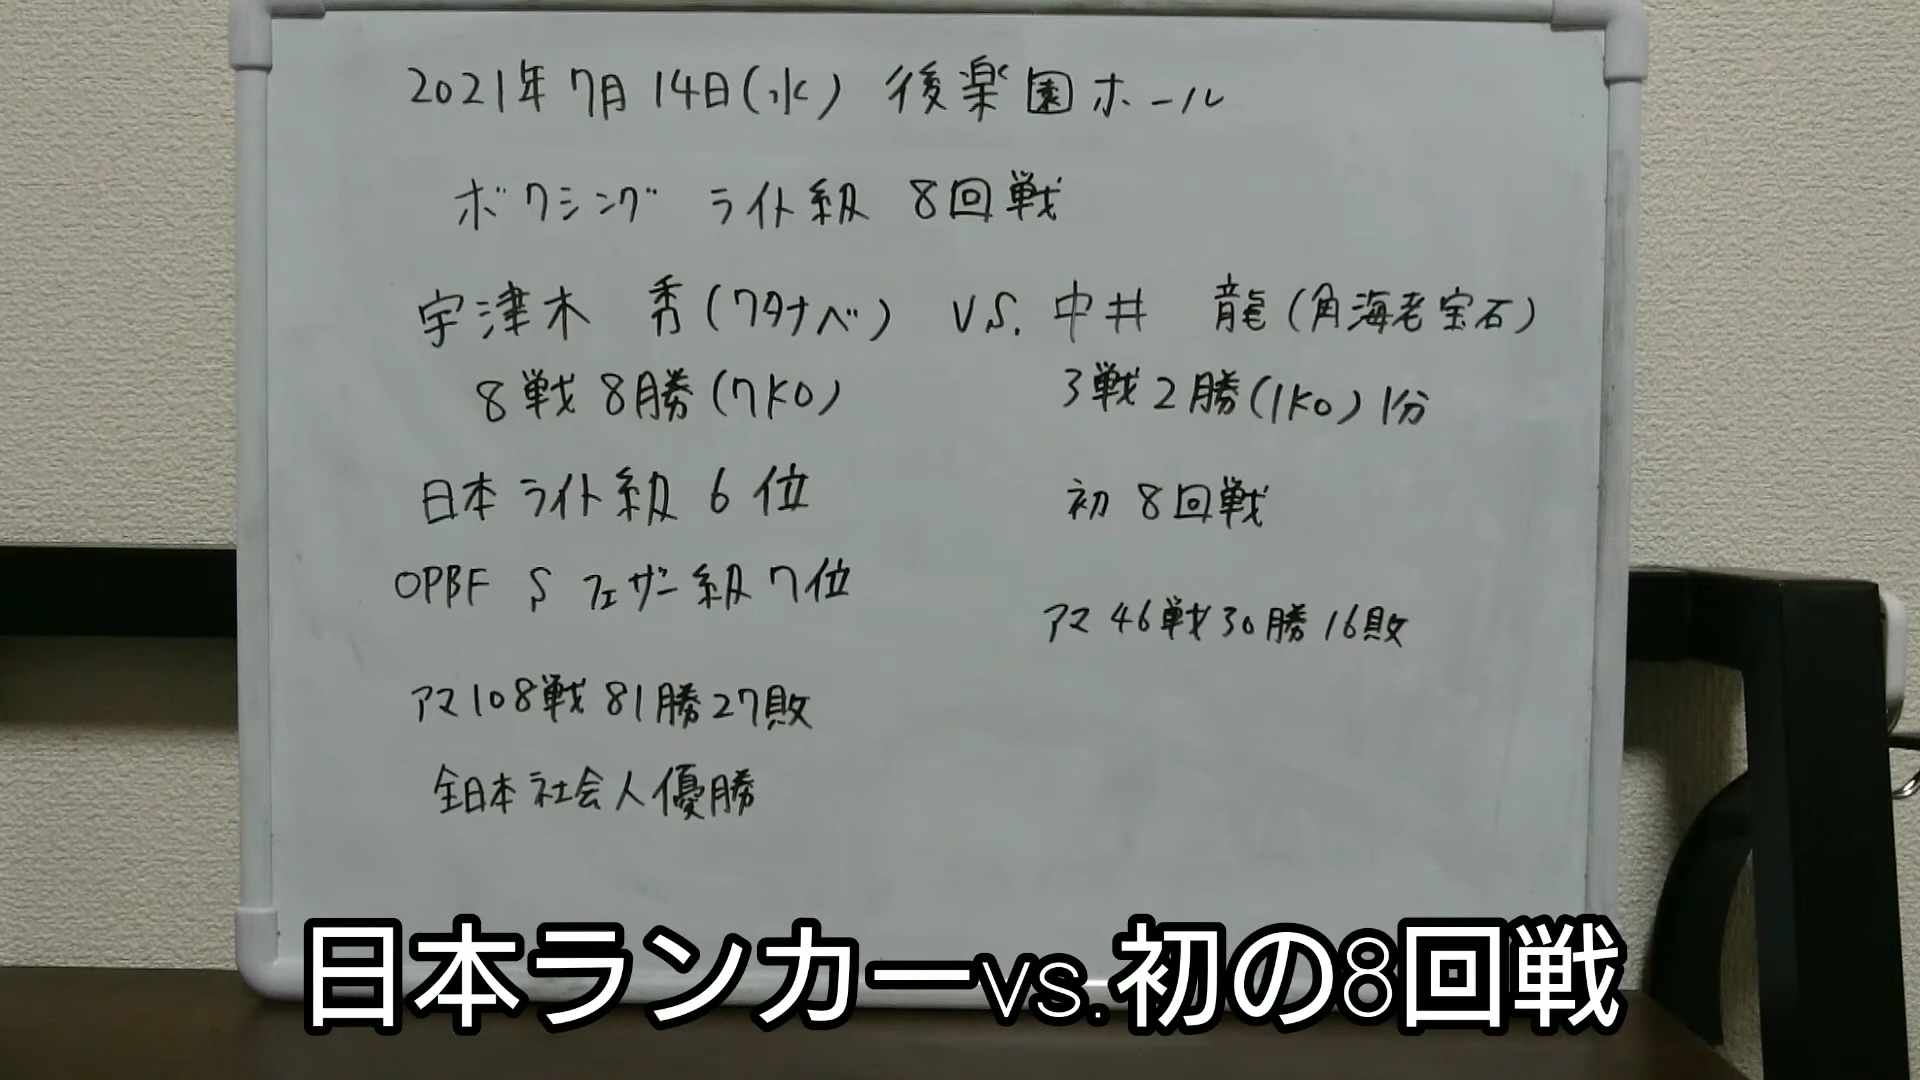 2021年7月14日(水) 後楽園ホール
ボクシング ライト級 8回戦
宇津木 秀(ワタナベ) VS. 中井 龍(角海老宝石)
8戦8勝(7KO) 3戦2勝(1KO)1分
日本ライト級6位 初8回戦
OPBF Sフェザー級7位
アマ46戦30勝16敗
アマ108戦81勝27敗
全日本社会人優勝
日本ランカーvs.初の8回戦